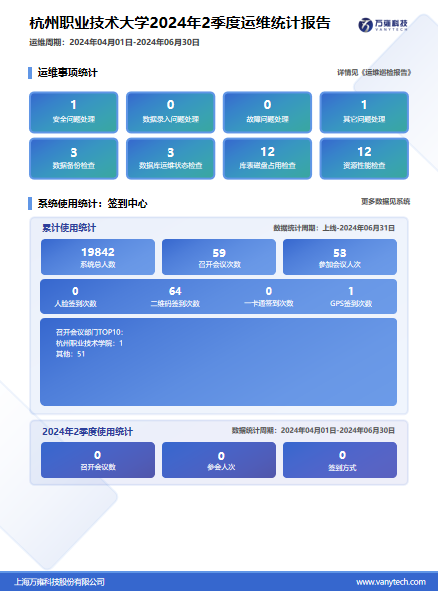 杭州职业技术大学2024年2季度运维统计报告
万雍科技
VANYTECH
运维周期：2024年04月01日-2024年06月30日
运维事项统计
详情见《运维巡检报告》
1 0 0 1
安全问题处理 数据录入问题处理 故障问题处理 其它问题处理
3 3 12 12
数据备份检查 数据库运维状态检查 库表磁盘占用检查 资源性能检查
系统使用统计：签到中心
更多数据见系统
累计使用统计
数据统计周期：上线-2024年06月31日
19842 59 53
系统总人数 召开会议次数 参加会议人次
0 64 0 1
人脸签到次数 二维码签到次数 一卡通签到次数 GPS签到次数
召开会议部门TOP10：
杭州职业技术学院：1
其他：51
2024年2季度使用统计
数据统计周期：2024年04月01日-2024年06月30日
0 0 0
召开会议数 参会人次 签到方式
上海万雍科技股份有限公司
www.vanytech.com